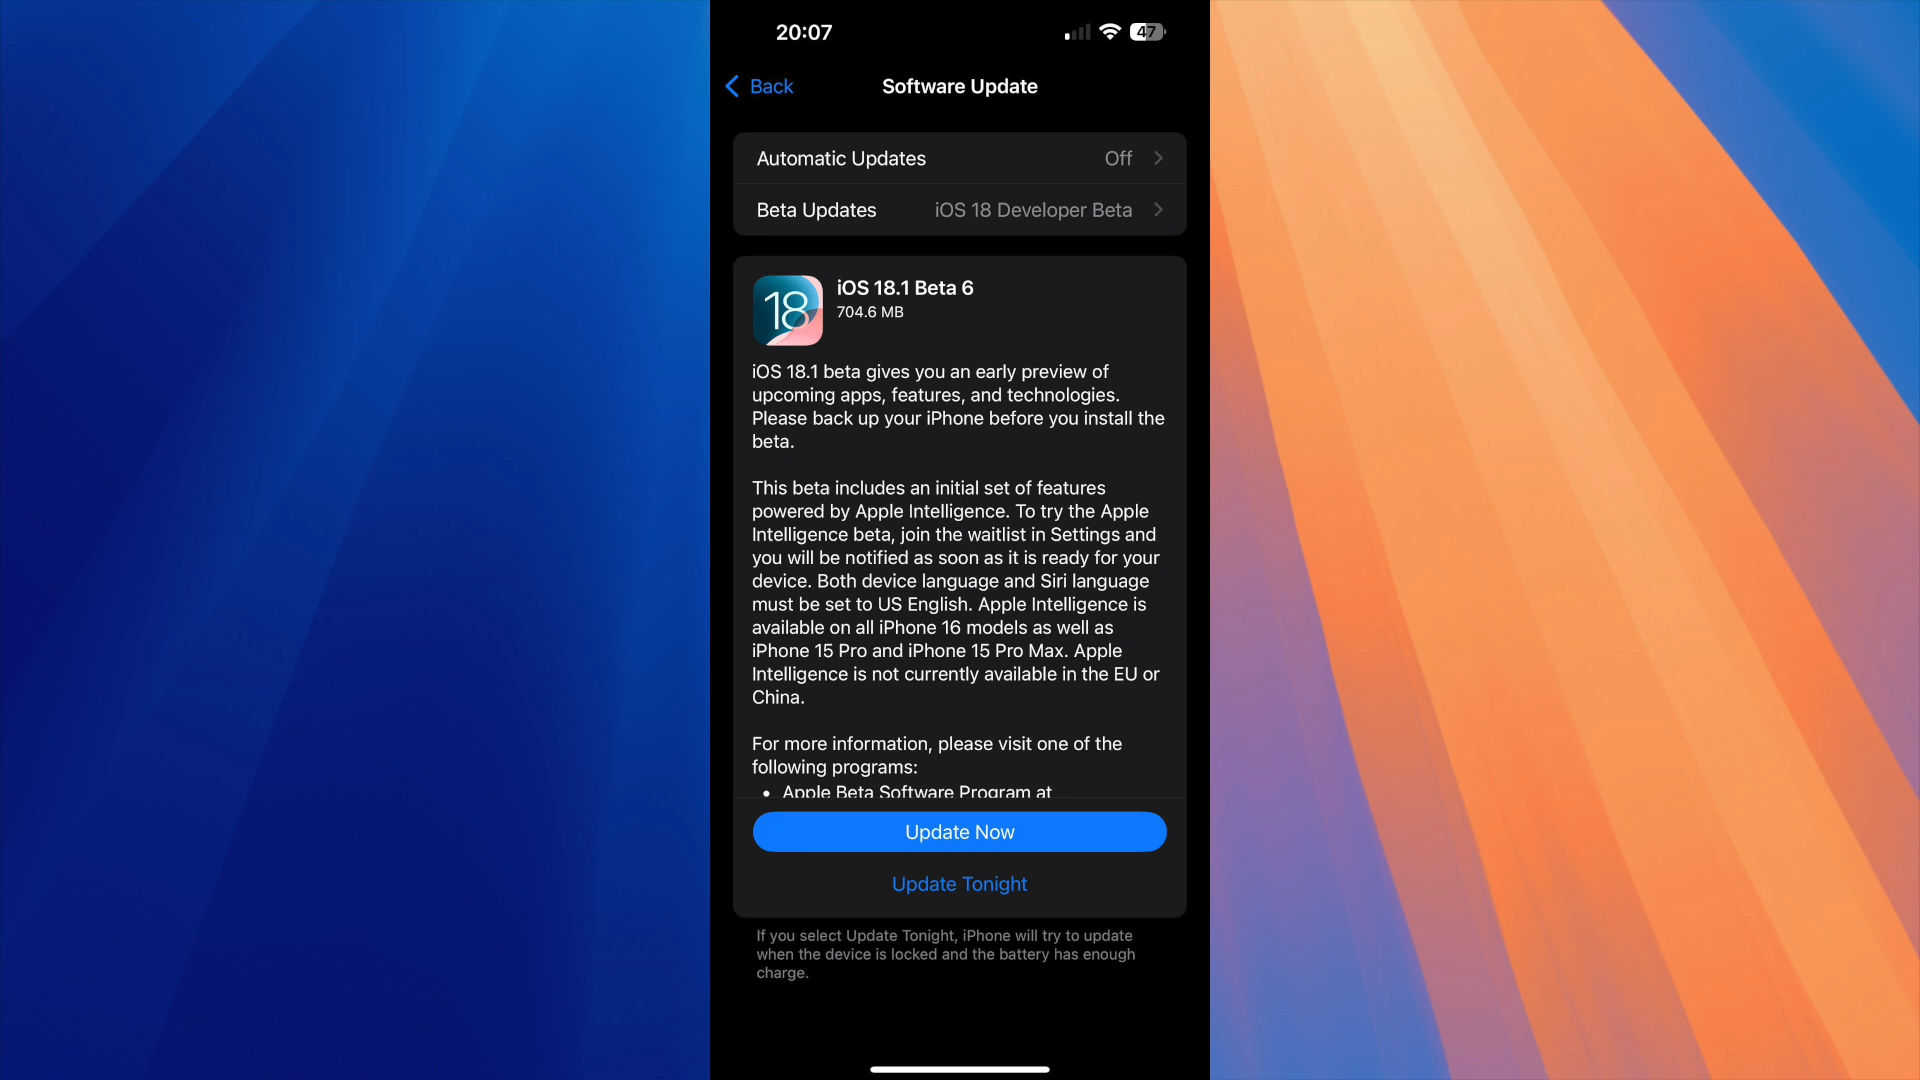 20:07
47
Back
Software Update
Automatic Updates
Off
Beta Updates
iOS 18 Developer Beta
18
iOS 18.1 Beta 6
704.6 MB
iOS 18.1 beta gives you an early preview of
upcoming apps, features, and technologies.
Please back up your iPhone before you install the
beta.
This beta includes an initial set of features
powered by Apple Intelligence. To try the Apple
Intelligence beta, join the waitlist in Settings and
you will be notified as soon as it is ready for your
device. Both device language and Siri language
must be set to US English. Apple Intelligence is
available on all iPhone 16 models as well as
iPhone 15 Pro and iPhone 15 Pro Max. Apple
Intelligence is not currently available in the EU or
China.
For more information, please visit one of the
following programs:
• Apple Beta Software Program at
Update Now
Update Tonight
If you select Update Tonight, iPhone will try to update
when the device is locked and the battery has enough
charge.